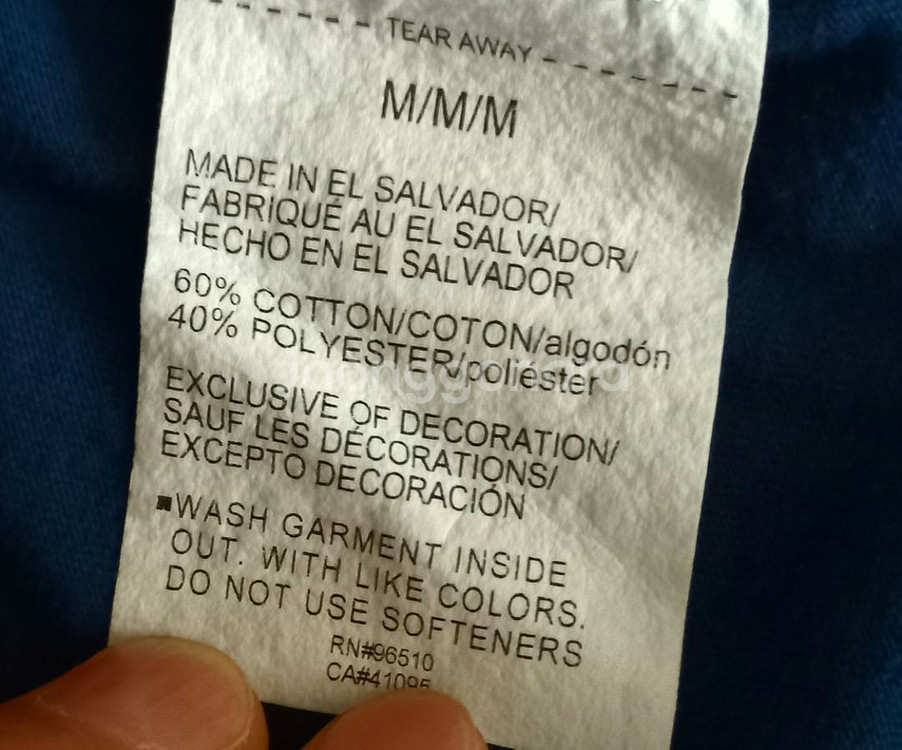 TEAR AWAY
M/M/M
MADE IN EL SALVADOR/
FABRIQUÉ AU EL SALVADOR/
HECHO EN EL SALVADOR
60% COTTON/COTON/algodón
40% POLYESTER/poliéster
EXCLUSIVE OF DECORATION/
SAUF LES DÉCORATIONS/
EXCEPTO DECORACIÓN
WASH GARMENT INSIDE
OUT. WITH LIKE COLORS.
DO NOT USE SOFTENERS
RN#96510
CA#41095